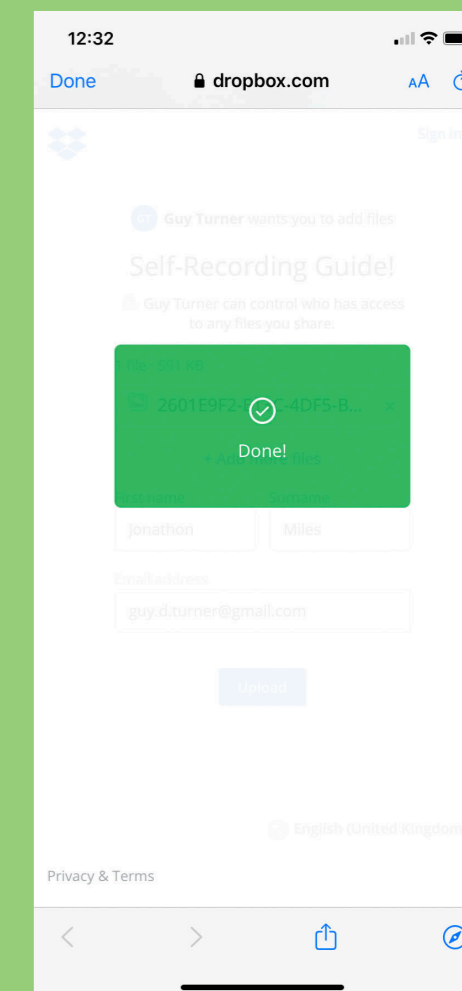 12:32
Done
dropbox.com
AA
Sign in
GT Guy Turner wants you to add files
Self-Recording Guide!
Guy Turner can control who has access
to any files you share.
1 file · 591 KB
2601E9F2-E C-4DF5-B... ×
Done!
+ Add more files
First name
Surname
Jonathon
Miles
Email address
guy.d.turner@gmail.com
Upload
English (United Kingdom
Privacy & Terms